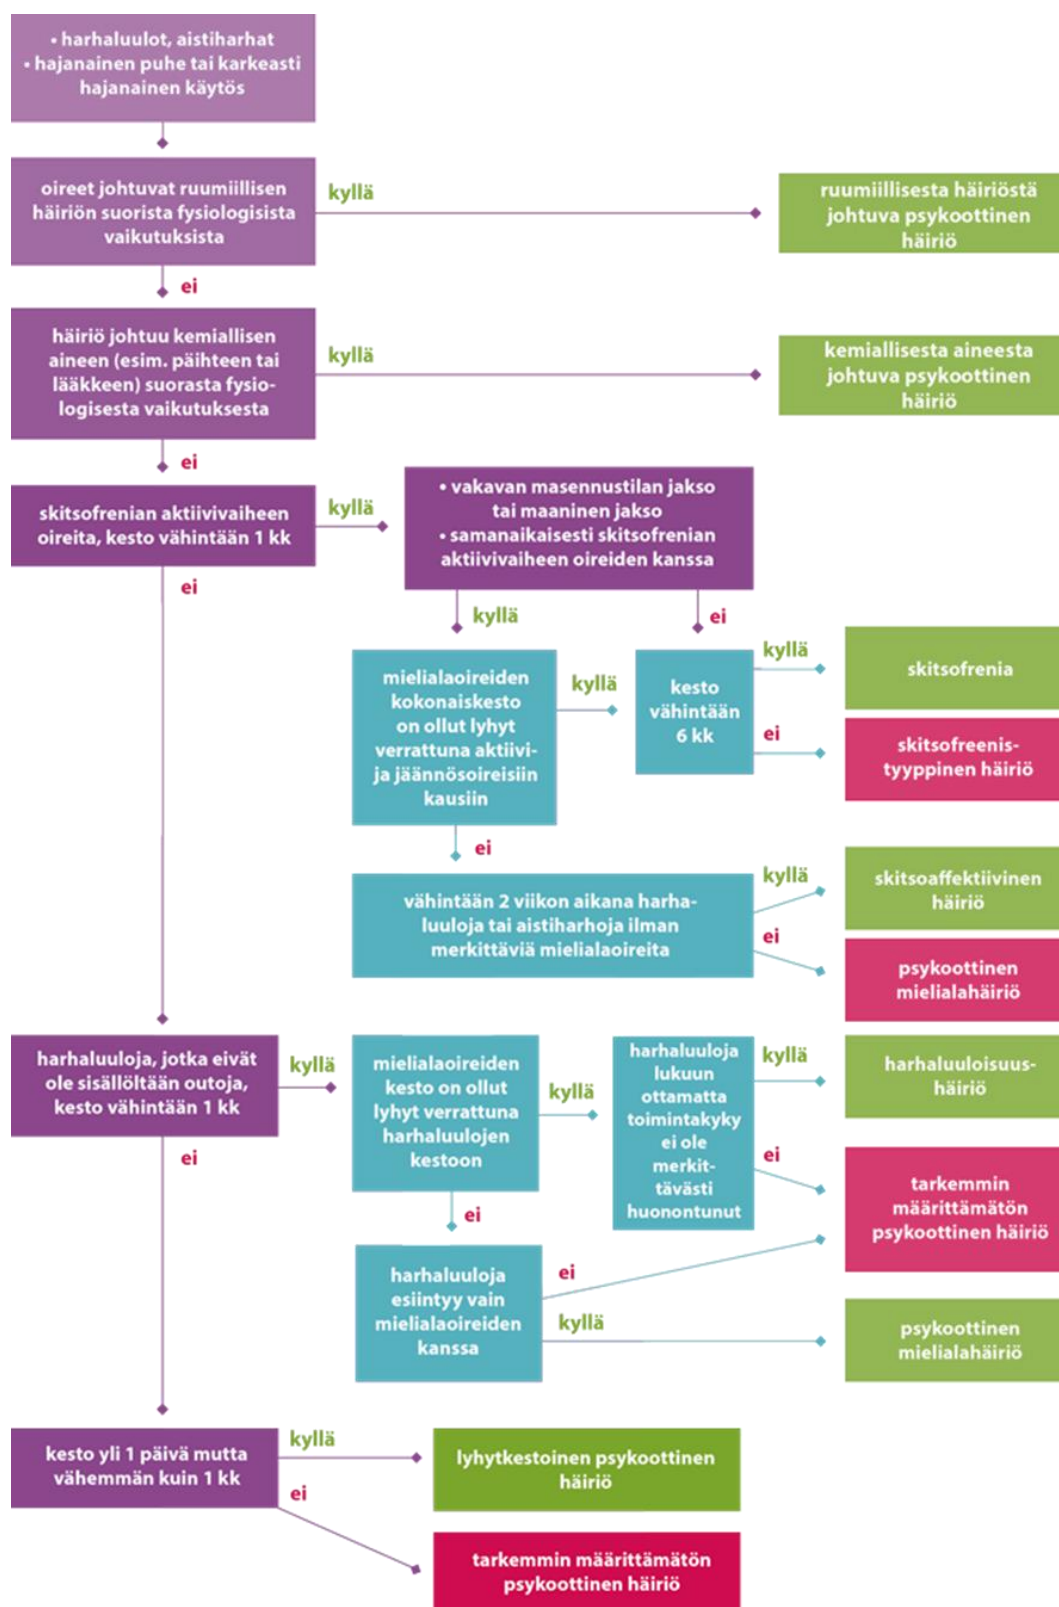 • harhaluulot, aistiharhat
• hajanainen puhe tai karkeasti
hajanainen käytös
oireet johtuvat ruumiillisen
häiriön suorista fysiologisista
vaikutuksista
kyllä
ruumiillisesta häiriöstä
johtuva psykoottinen
häiriö
ei
häiriö johtuu kemiallisen
aineen (esim. päihteen tai
lääkkeen) suorasta fysio-
logisesta vaikutuksesta
kyllä
kemiallisesta aineesta
johtuva psykoottinen
häiriö
ei
skitsofrenian aktiivivaiheen
oireita, kesto vähintään 1 kk
kyllä
• vakavan masennustilan jakso
tai maaninen jakso
• samanaikaisesti skitsofrenian
aktiivivaiheen oireiden kanssa
ei
kyllä
ei
mielialaoireiden
kokonaiskesto
on ollut lyhyt
verrattuna aktiivi-
ja jäännösoireisiin
kausiin
kyllä
kesto
vähintään
6 kk
kyllä
skitsofrenia
ei
skitsofreenis-
tyyppinen häiriö
ei
vähintään 2 viikon aikana harha-
luuloja tai aistiharhoja ilman
merkittäviä mielialaoireita
kyllä
skitsoaffektiivinen
häiriö
ei
psykoottinen
mielialahäiriö
harhaluuloja, jotka eivät
ole sisällöltään outoja,
kesto vähintään 1 kk
kyllä
mielialaoireiden
kesto on ollut
lyhyt verrattuna
harhaluulojen
kestoon
kyllä
harhaluuloja
lukuun
ottamatta
toimintakyky
ei ole
merkit-
tävästi
huonontunut
kyllä
harhaluuloisuus-
häiriö
ei
tarkemmin
määrittämätön
psykoottinen häiriö
ei
ei
harhaluuloja
esiintyy vain
mielialaoireiden
kanssa
ei
kyllä
psykoottinen
mielialahäiriö
kesto yli 1 päivä mutta
vähemmän kuin 1 kk
kyllä
lyhytkestoinen psykoottinen
häiriö
ei
tarkemmin määrittämätön
psykoottinen häiriö